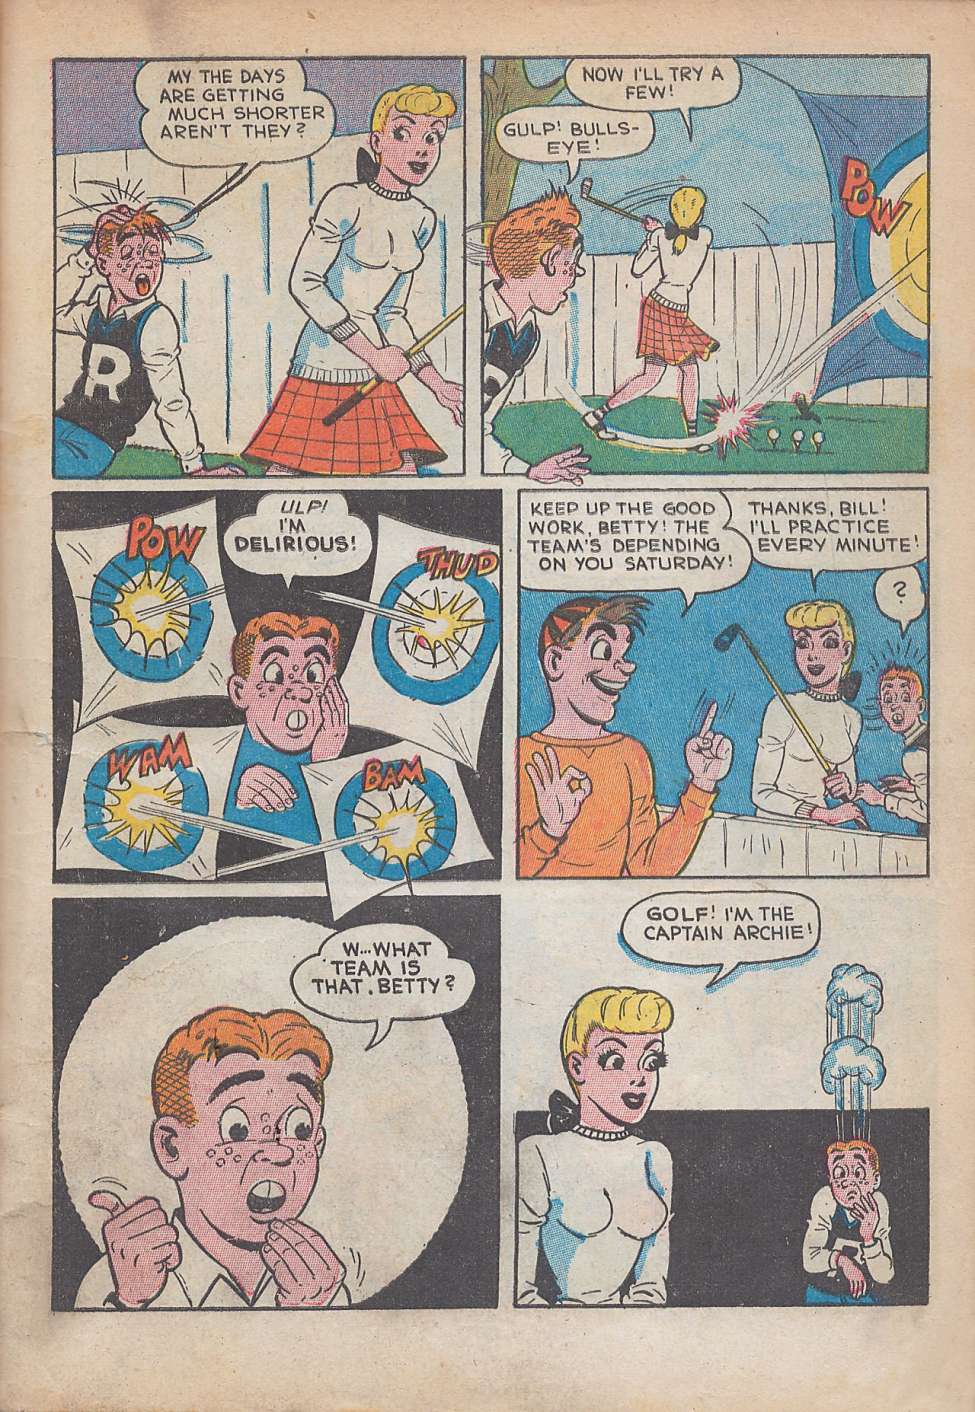 MY THE DAYS
ARE GETTING
MUCH SHORTER
AREN'T THEY?
R
NOW I'LL TRY A
FEW!
GULP! BULLS-
EYE!
POW
POW
ULP!
I'M
DELIRIOUS!
THUD
WAM
BAM
KEEP UP THE GOOD
WORK, BETTY! THE
TEAM'S DEPENDING
ON YOU SATURDAY!
THANKS, BILL!
I'LL PRACTICE
EVERY MINUTE!
?
W...WHAT
TEAM IS
THAT, BETTY?
GOLF! I'M THE
CAPTAIN ARCHIE!